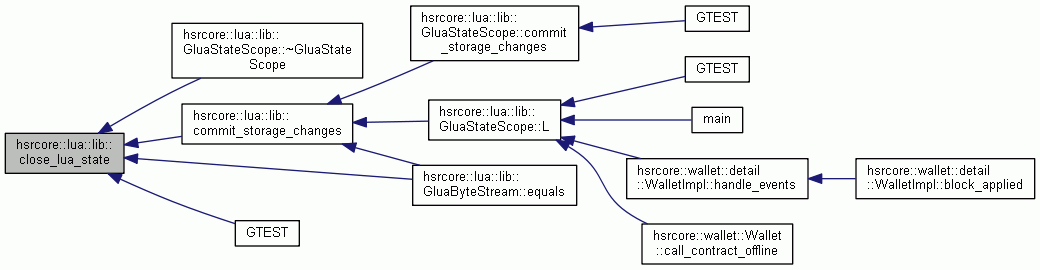 hsrcore::lua::lib::
close_lua_state
hsrcore::lua::lib::
GluaStateScope::~GluaState
Scope
hsrcore::lua::lib::
commit_storage_changes
GTEST
hsrcore::lua::lib::
GluaStateScope::commit
_storage_changes
hsrcore::lua::lib::
GluaStateScope::L
hsrcore::lua::lib::
GluaByteStream::equals
GTEST
GTEST
main
hsrcore::wallet::detail
::WalletImpl::handle_events
hsrcore::wallet::Wallet
::call_contract_offline
hsrcore::wallet::detail
::WalletImpl::block_applied